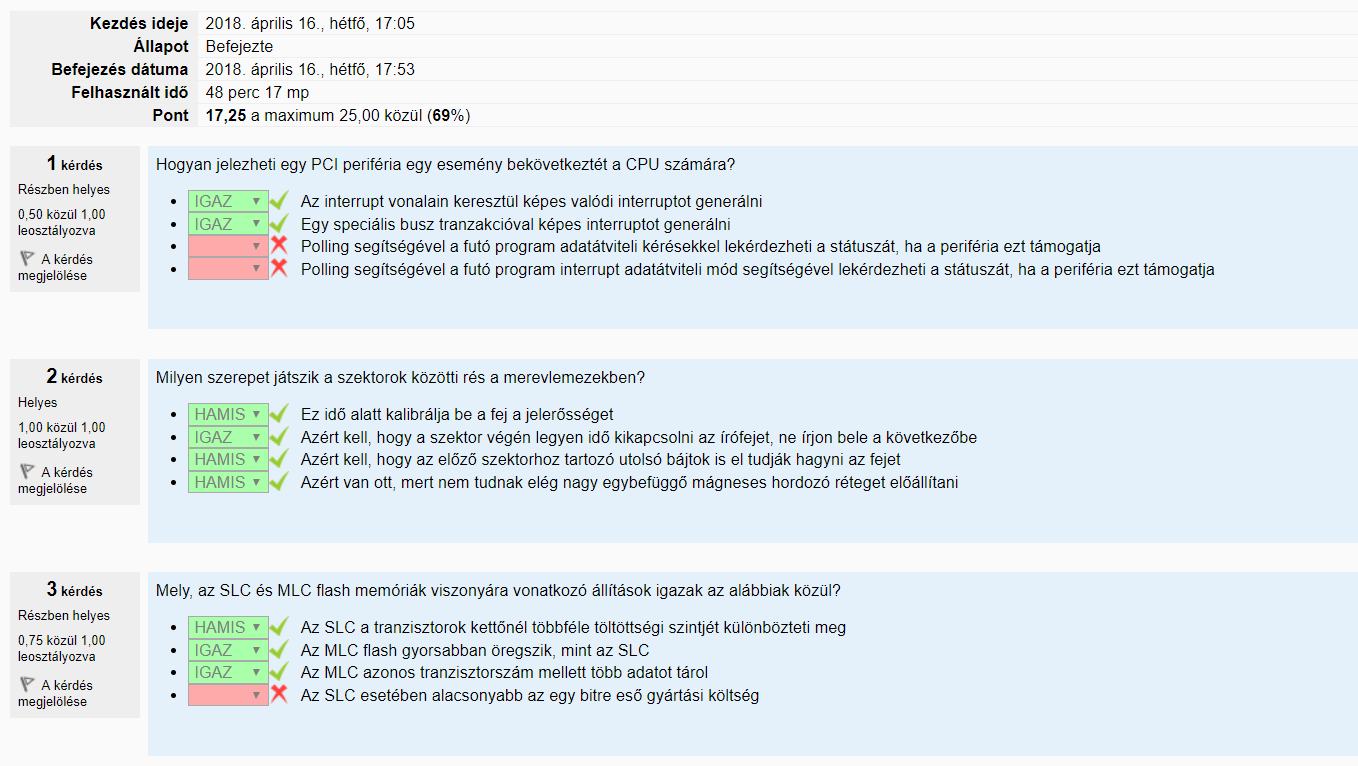 Kezdés ideje 2018. április 16., hétfő, 17:05
Állapot Befejezte
Befejezés dátuma 2018. április 16., hétfő, 17:53
Felhasznált idő 48 perc 17 mp
Pont 17,25 a maximum 25,00 közül (69%)
1 kérdés
Részben helyes
0,50 közül 1,00
leosztályozva
A kérdés
megjelölése
Hogyan jelezheti egy PCI periféria egy esemény bekövetkeztét a CPU számára?
IGAZ Az interrupt vonalain keresztül képes valódi interruptot generálni
IGAZ Egy speciális busz tranzakcióval képes interruptot generálni
Polling segítségével a futó program adatátviteli kérésekkel lekérdezheti a státuszát, ha a periféria ezt támogatja
Polling segítségével a futó program interrupt adatátviteli mód segítségével lekérdezheti a státuszát, ha a periféria ezt támogatja
2 kérdés
Helyes
1,00 közül 1,00
leosztályozva
A kérdés
megjelölése
Milyen szerepet játszik a szektorok közötti rés a merevlemezekben?
HAMIS Ez idő alatt kalibrálja be a fej a jelerősséget
IGAZ Azért kell, hogy a szektor végén legyen idő kikapcsolni az írófejet, ne írjon bele a következőbe
HAMIS Azért kell, hogy az előző szektorhoz tartozó utolsó bájtok is el tudják hagyni az fejet
HAMIS Azért van ott, mert nem tudnak elég nagy egybefüggő mágneses hordozó réteget előállítani
3 kérdés
Részben helyes
0,75 közül 1,00
leosztályozva
A kérdés
megjelölése
Mely, az SLC és MLC flash memóriák viszonyára vonatkozó állítások igazak az alábbiak közül?
HAMIS Az SLC a tranzisztorok kettőnél többféle töltöttségi szintjét különbözteti meg
IGAZ Az MLC flash gyorsabban öregszik, mint az SLC
IGAZ Az MLC azonos tranzisztorszám mellett több adatot tárol
Az SLC esetében alacsonyabb az egy bitre eső gyártási költség